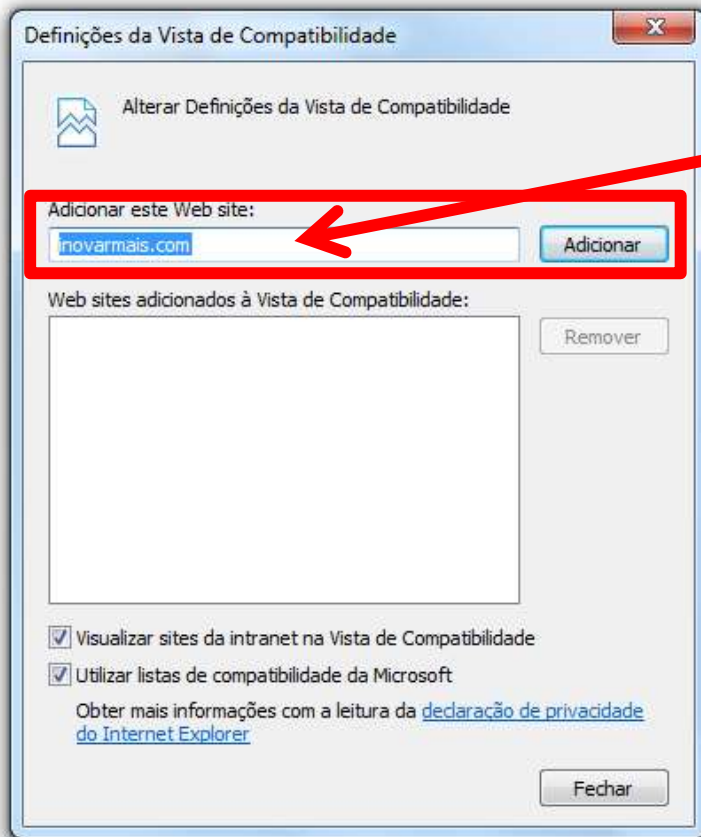 Definições da Vista de Compatibilidade
Alterar Definições da Vista de Compatibilidade
Adicionar este Web site:
inovarmais.com
Adicionar
Web sites adicionados à Vista de Compatibilidade:
Remover
Visualizar sites da intranet na Vista de Compatibilidade
Utilizar listas de compatibilidade da Microsoft
Obter mais informações com a leitura da declaração de privacidade
do Internet Explorer
Fechar